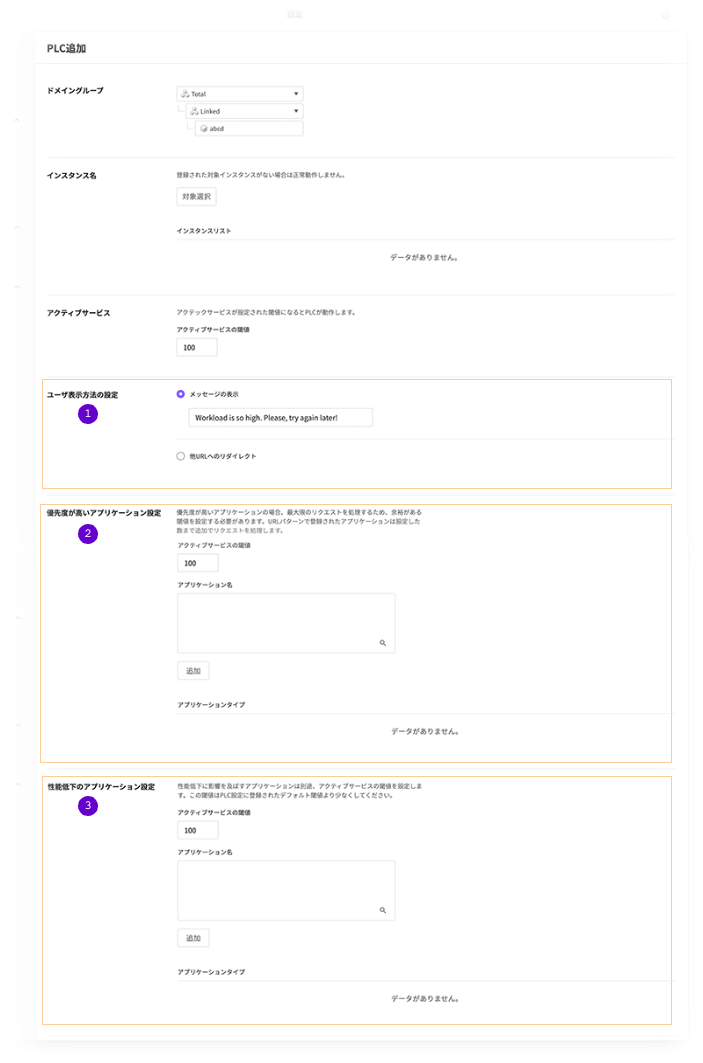 PLC追加
ドメイングループ
Total
Linked
abcd
インスタンス名
登録された対象インスタンスがない場合は正常動作しません。
対象選択
インスタンスリスト
データがありません。
アクティブサービス
アクテックサービスが設定された閾値になるとPLCが動作します。
アクティブサービスの閾値
100
ユーザ表示方法の設定
1
メッセージの表示
Workload is so high. Please, try again later!
他URLへのリダイレクト
優先度が高いアプリケーション設定
2
優先度が高いアプリケーションの場合、最大限のリクエストを処理するため、余裕がある
閾値を設定する必要があります。URLパターンで登録されたアプリケーションは設定した
数まで追加でリクエストを処理します。
アクティブサービスの閾値
100
アプリケーション名
追加
アプリケーションタイプ
データがありません。
性能低下のアプリケーション設定
3
性能低下に影響を及ぼすアプリケーションは別途、アクティブサービスの閾値を設定しま
す。この閾値はPLC設定に登録されたデフォルト閾値より少なくしてください。
アクティブサービスの閾値
100
アプリケーション名
追加
アプリケーションタイプ
データがありません。